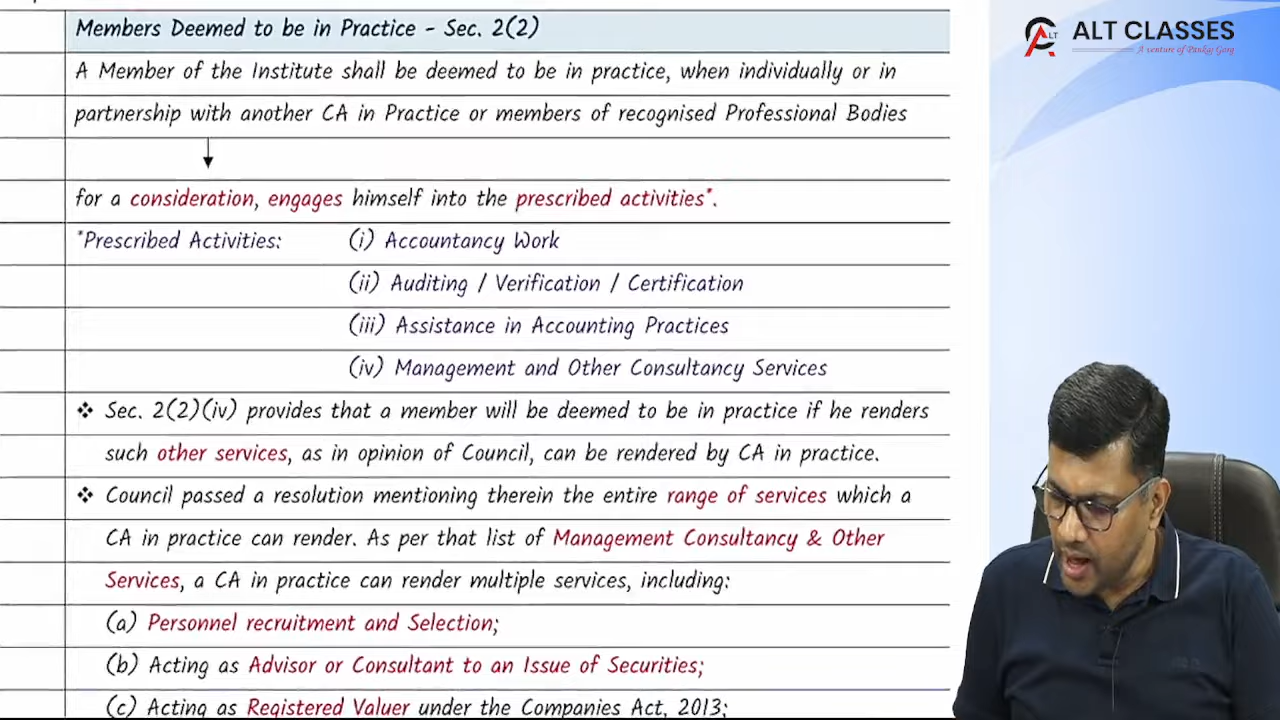 Members Deemed to be in Practice - Sec. 2(2)
A Member of the Institute shall be deemed to be in practice, when individually or in
partnership with another CA in Practice or members of recognised Professional Bodies
for a consideration, engages himself into the prescribed activities*.
*Prescribed Activities: (i) Accountancy Work
(ii) Auditing / Verification / Certification
(iii) Assistance in Accounting Practices
(iv) Management and Other Consultancy Services
❖ Sec. 2(2)(iv) provides that a member will be deemed to be in practice if he renders
such other services, as in opinion of Council, can be rendered by CA in practice.
❖ Council passed a resolution mentioning therein the entire range of services which a
CA in practice can render. As per that list of Management Consultancy & Other
Services, a CA in practice can render multiple services, including:
(a) Personnel recruitment and Selection;
(b) Acting as Advisor or Consultant to an Issue of Securities;
(c) Acting as Registered Valuer under the Companies Act, 2013;
ALT
ALT CLASSES
A venture of Pankaj Garg